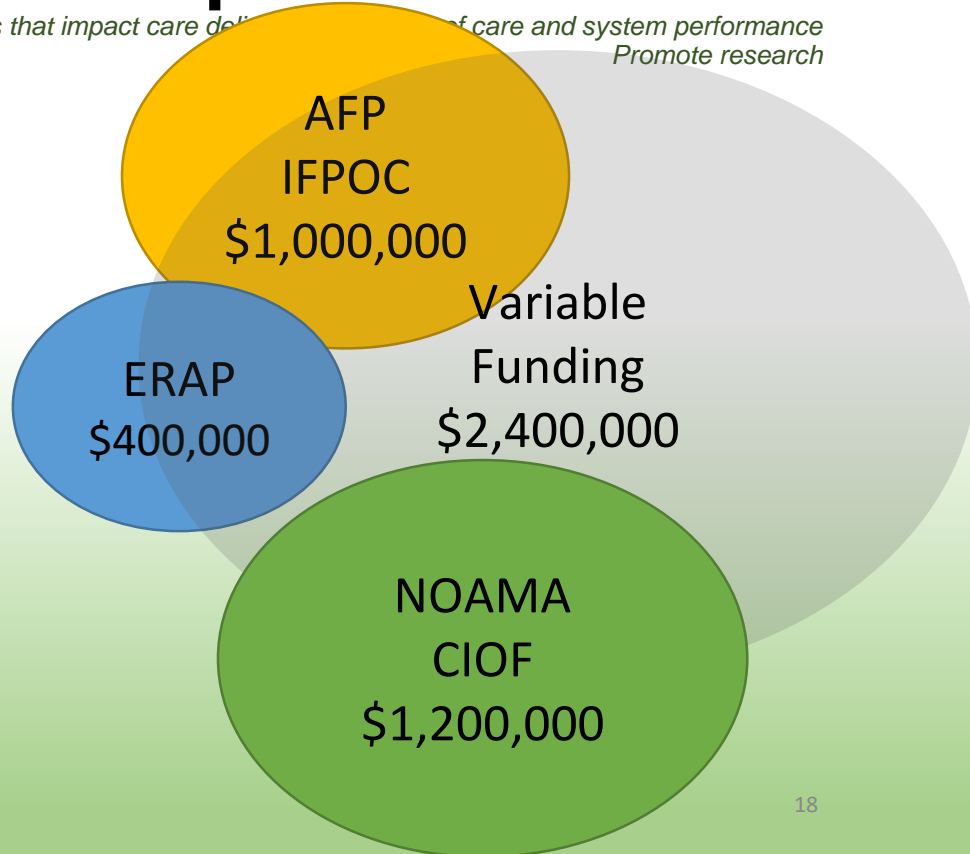 s that impact care of care and system performance
Promote research
AFP
IFPOC
$1,000,000
Variable
Funding
$2,400,000
ERAP
$400,000
NOAMA
CIOF
$1,200,000
18